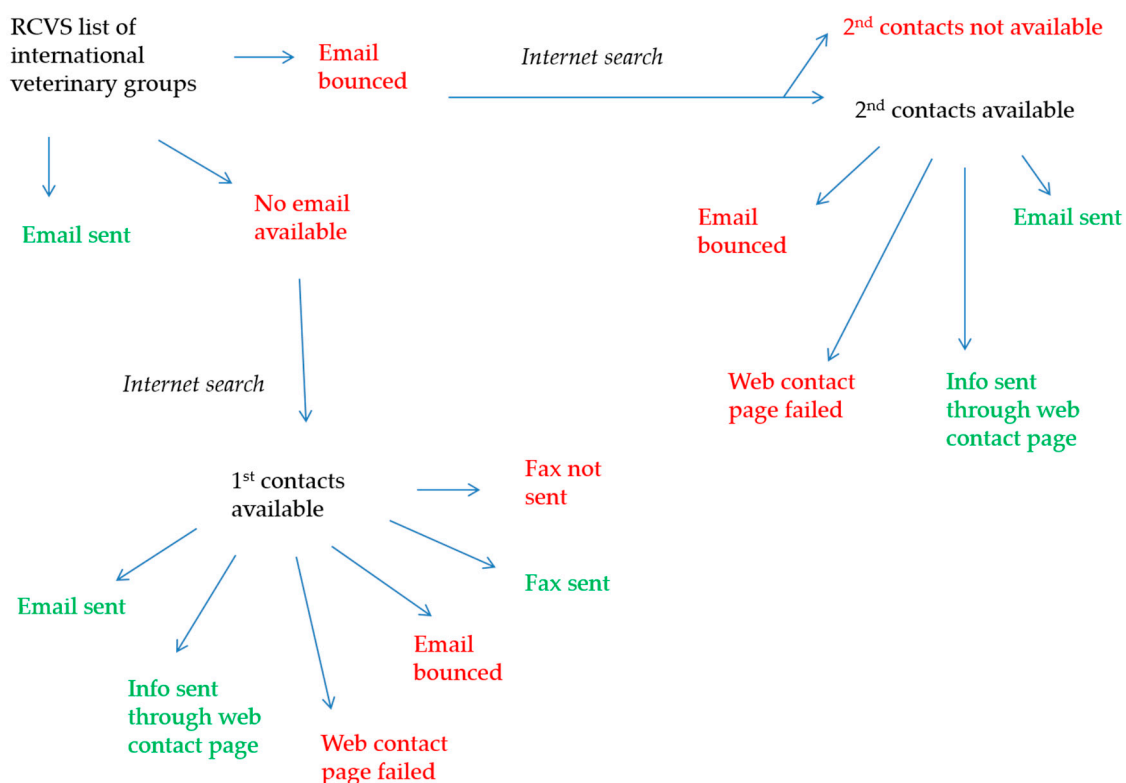 RCVS list of
international
veterinary groups
Email
bounced
Internet search
2nd contacts not available
2nd contacts available
Email sent
No email
available
Email
bounced
Email sent
Web contact
page failed
Info sent
through web
contact page
Internet search
1st contacts
available
Fax not
sent
Fax sent
Email sent
Email
bounced
Info sent
through web
contact page
Web contact
page failed